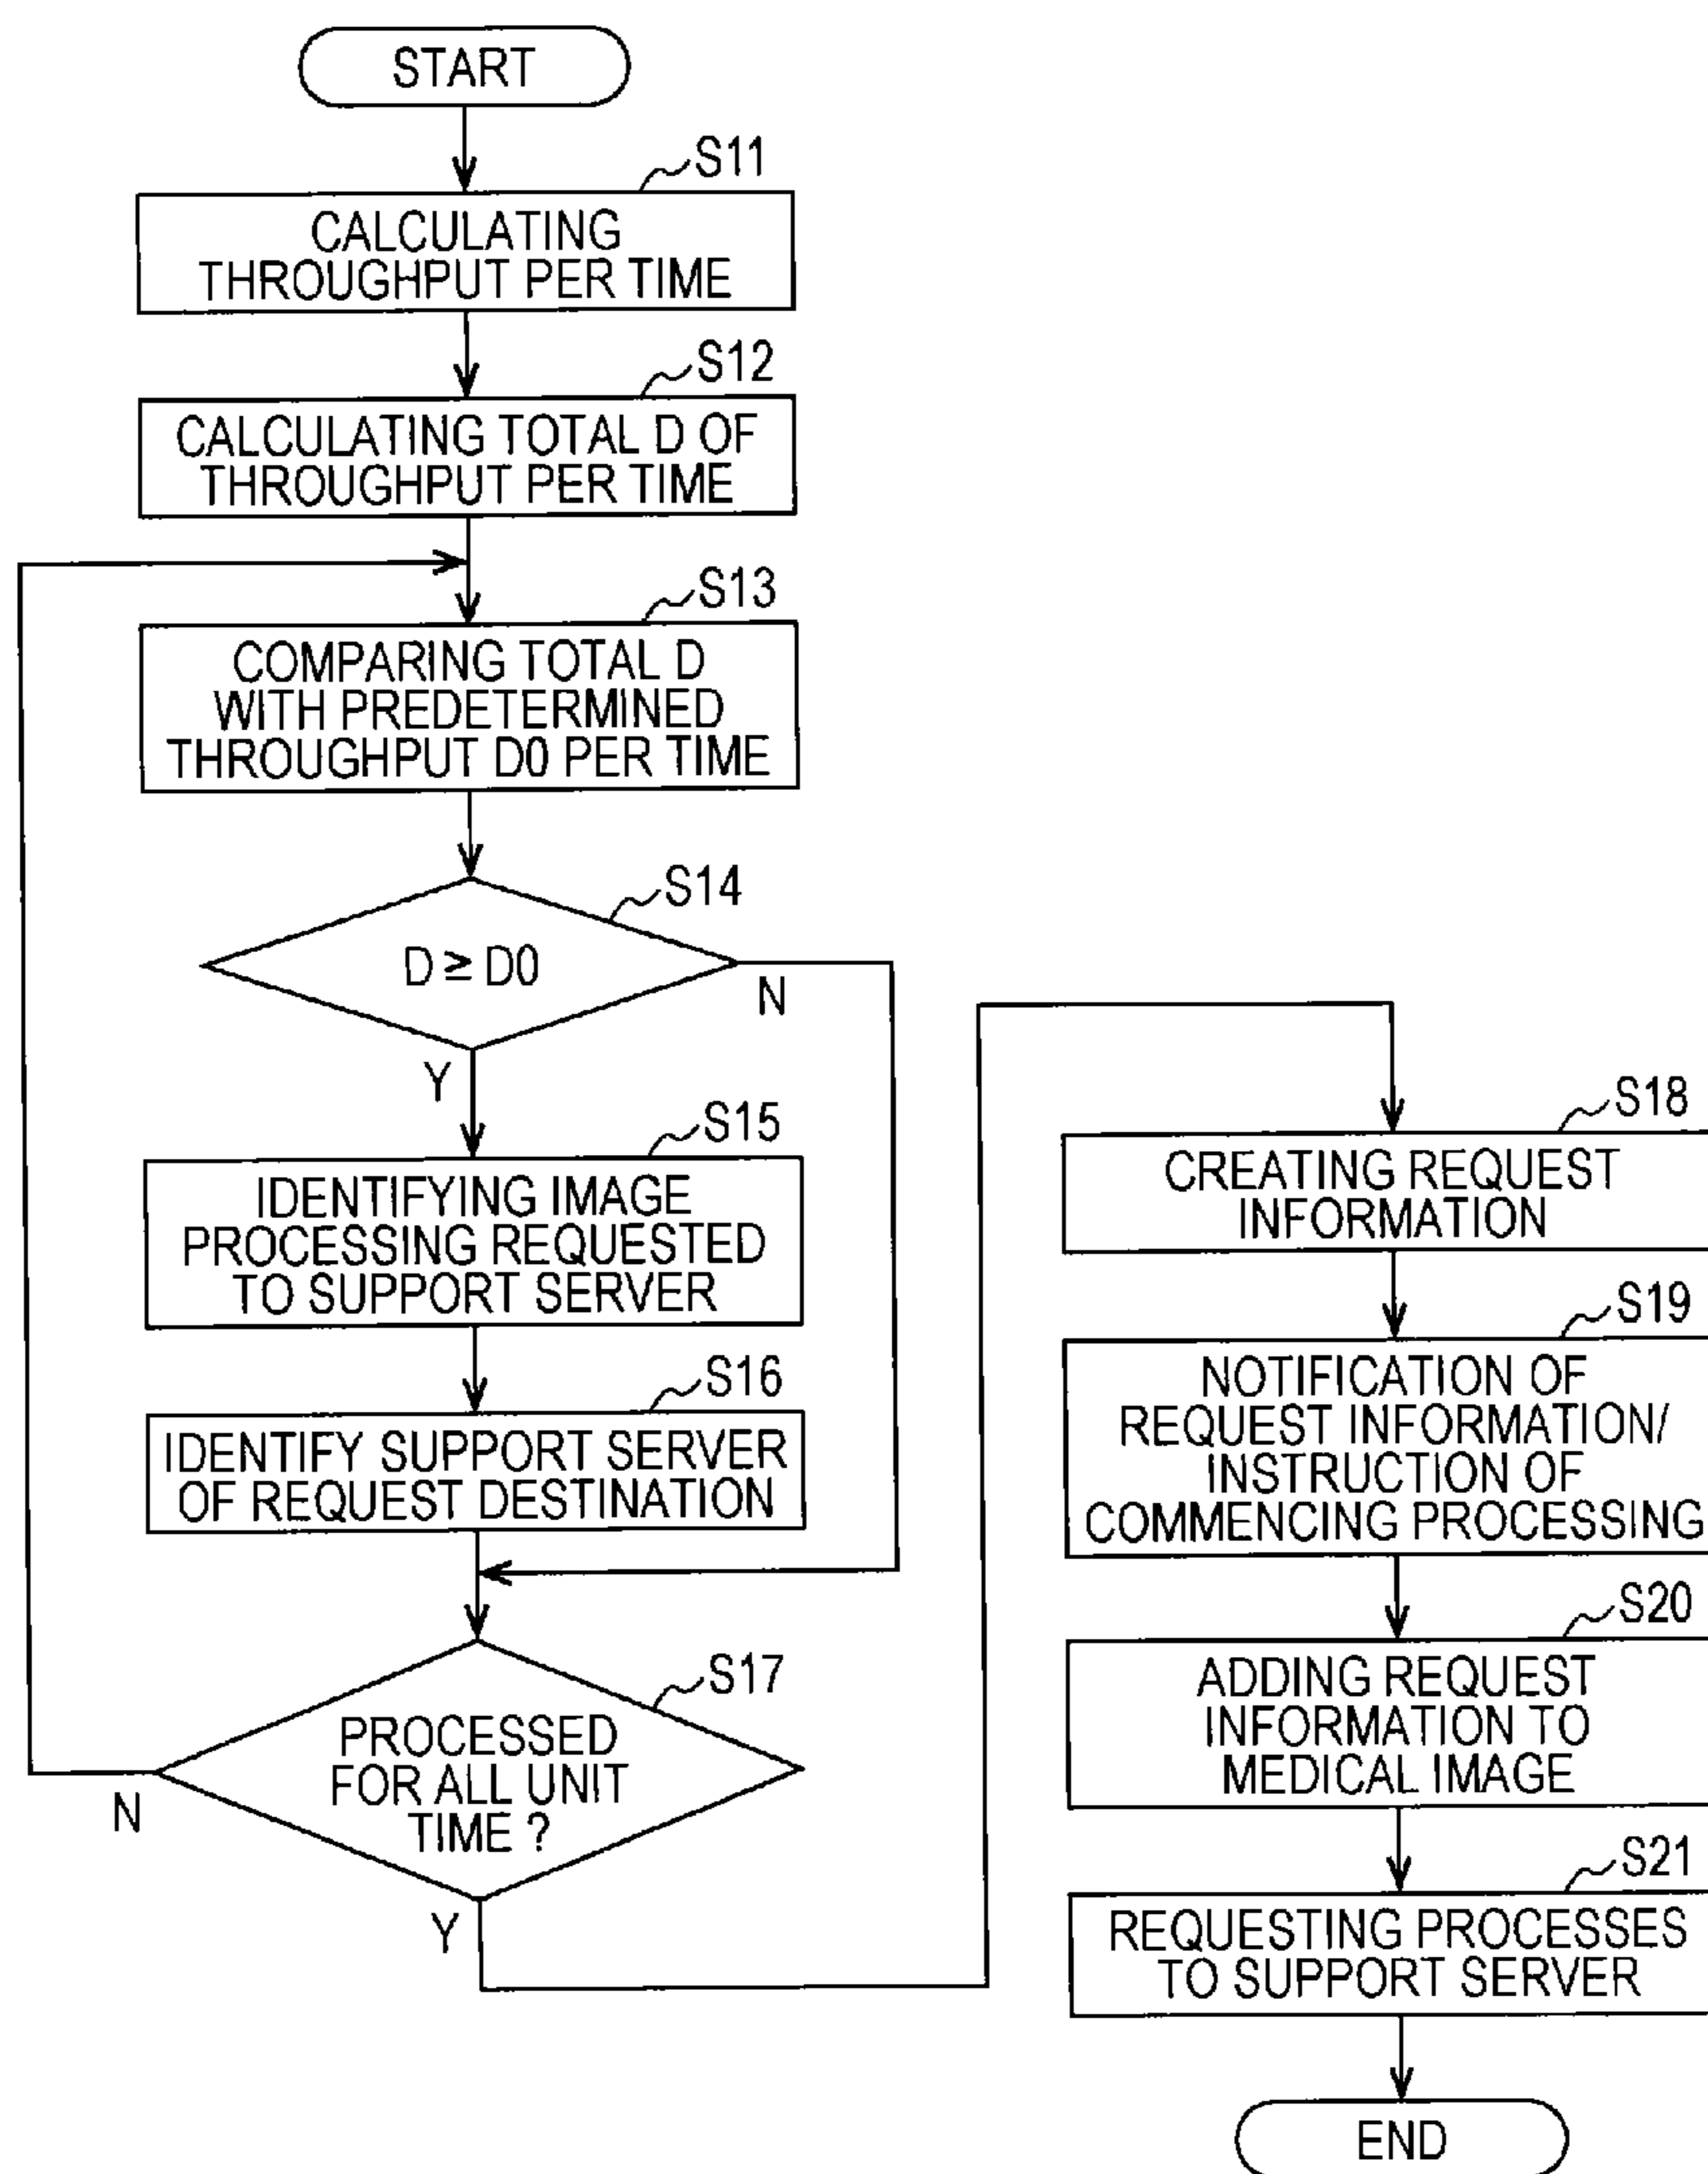 START
S11
CALCULATING
THROUGHPUT PER TIME
S12
CALCULATING TOTAL D OF
THROUGHPUT PER TIME
S13
COMPARING TOTAL D
WITH PREDETERMINED
THROUGHPUT D0 PER TIME
S14
D ≥ D0
N
Y
S15
IDENTIFYING IMAGE
PROCESSING REQUESTED
TO SUPPORT SERVER
S16
IDENTIFY SUPPORT SERVER
OF REQUEST DESTINATION
S17
PROCESSED
FOR ALL UNIT
TIME ?
N
Y
S18
CREATING REQUEST
INFORMATION
S19
NOTIFICATION OF
REQUEST INFORMATION/
INSTRUCTION OF
COMMENCING PROCESSING
S20
ADDING REQUEST
INFORMATION TO
MEDICAL IMAGE
S21
REQUESTING PROCESSES
TO SUPPORT SERVER
END